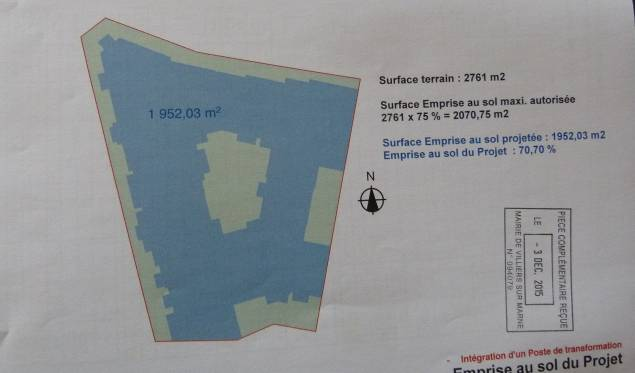 1 952,03 m²
Surface terrain : 2761 m2
Surface Emprise au sol maxi. autorisée
2761 x 75 % = 2070,75 m2
Surface Emprise au sol projetée : 1952,03 m2
Emprise au sol du Projet : 70,70 %
N
PIECE COMPLÉMENTAIRE REÇUE
LE
- 3 DEC. 2015
MAIRIE DE VILLIERS SUR MARNE
N° 094079
- Intégration d'un Poste de transformation
Emprise au sol du Projet